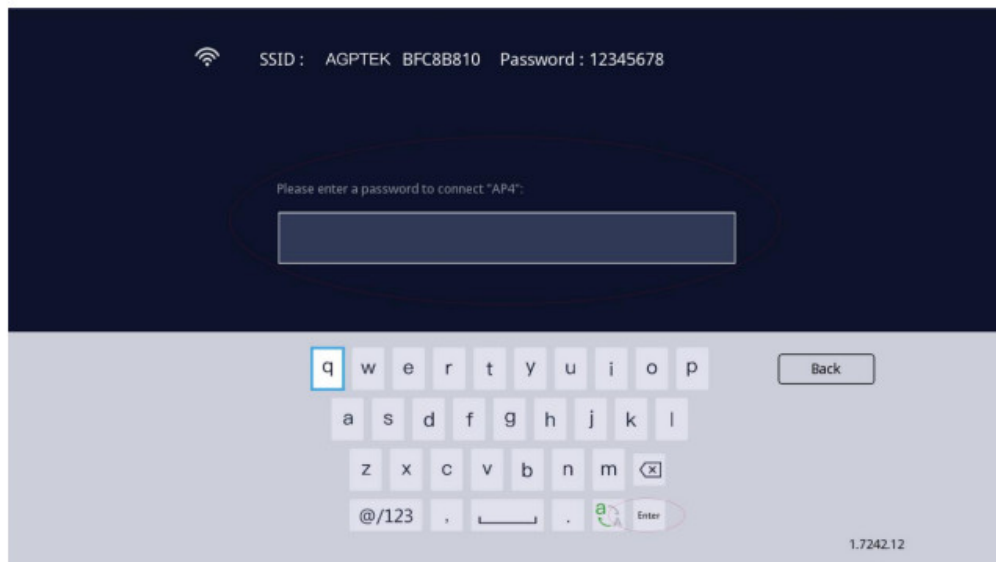 SSID : AGPTEK BFC8B810 Password : 12345678
Please enter a password to connect "AP4":
q w e r t y u i o p Back
a s d f g h j k l
z x c v b n m
@/123 , . a A Enter
1.7242.12